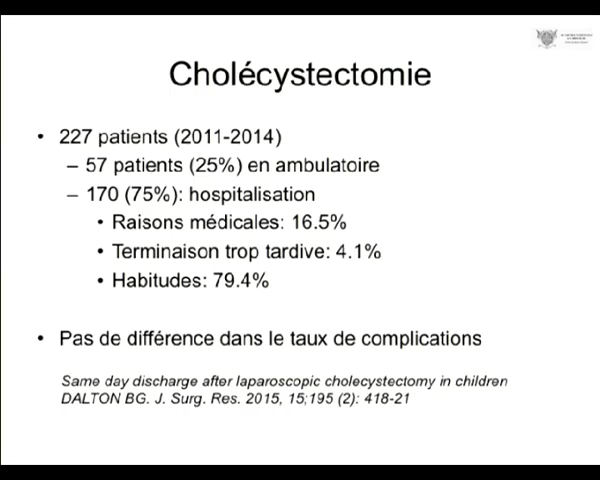 Cholécystectomie
• 227 patients (2011-2014)
– 57 patients (25%) en ambulatoire
– 170 (75%): hospitalisation
• Raisons médicales: 16.5%
• Terminaison trop tardive: 4.1%
• Habitudes: 79.4%
• Pas de différence dans le taux de complications
Same day discharge after laparoscopic cholecystectomy in children
DALTON BG. J. Surg. Res. 2015, 15;195 (2): 418-21